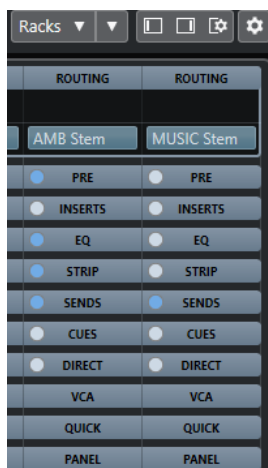 Racks
ROUTING ROUTING
AMB Stem MUSIC Stem
PRE PRE
INSERTS INSERTS
EQ EQ
STRIP STRIP
SENDS SENDS
CUES CUES
DIRECT DIRECT
VCA VCA
QUICK QUICK
PANEL PANEL